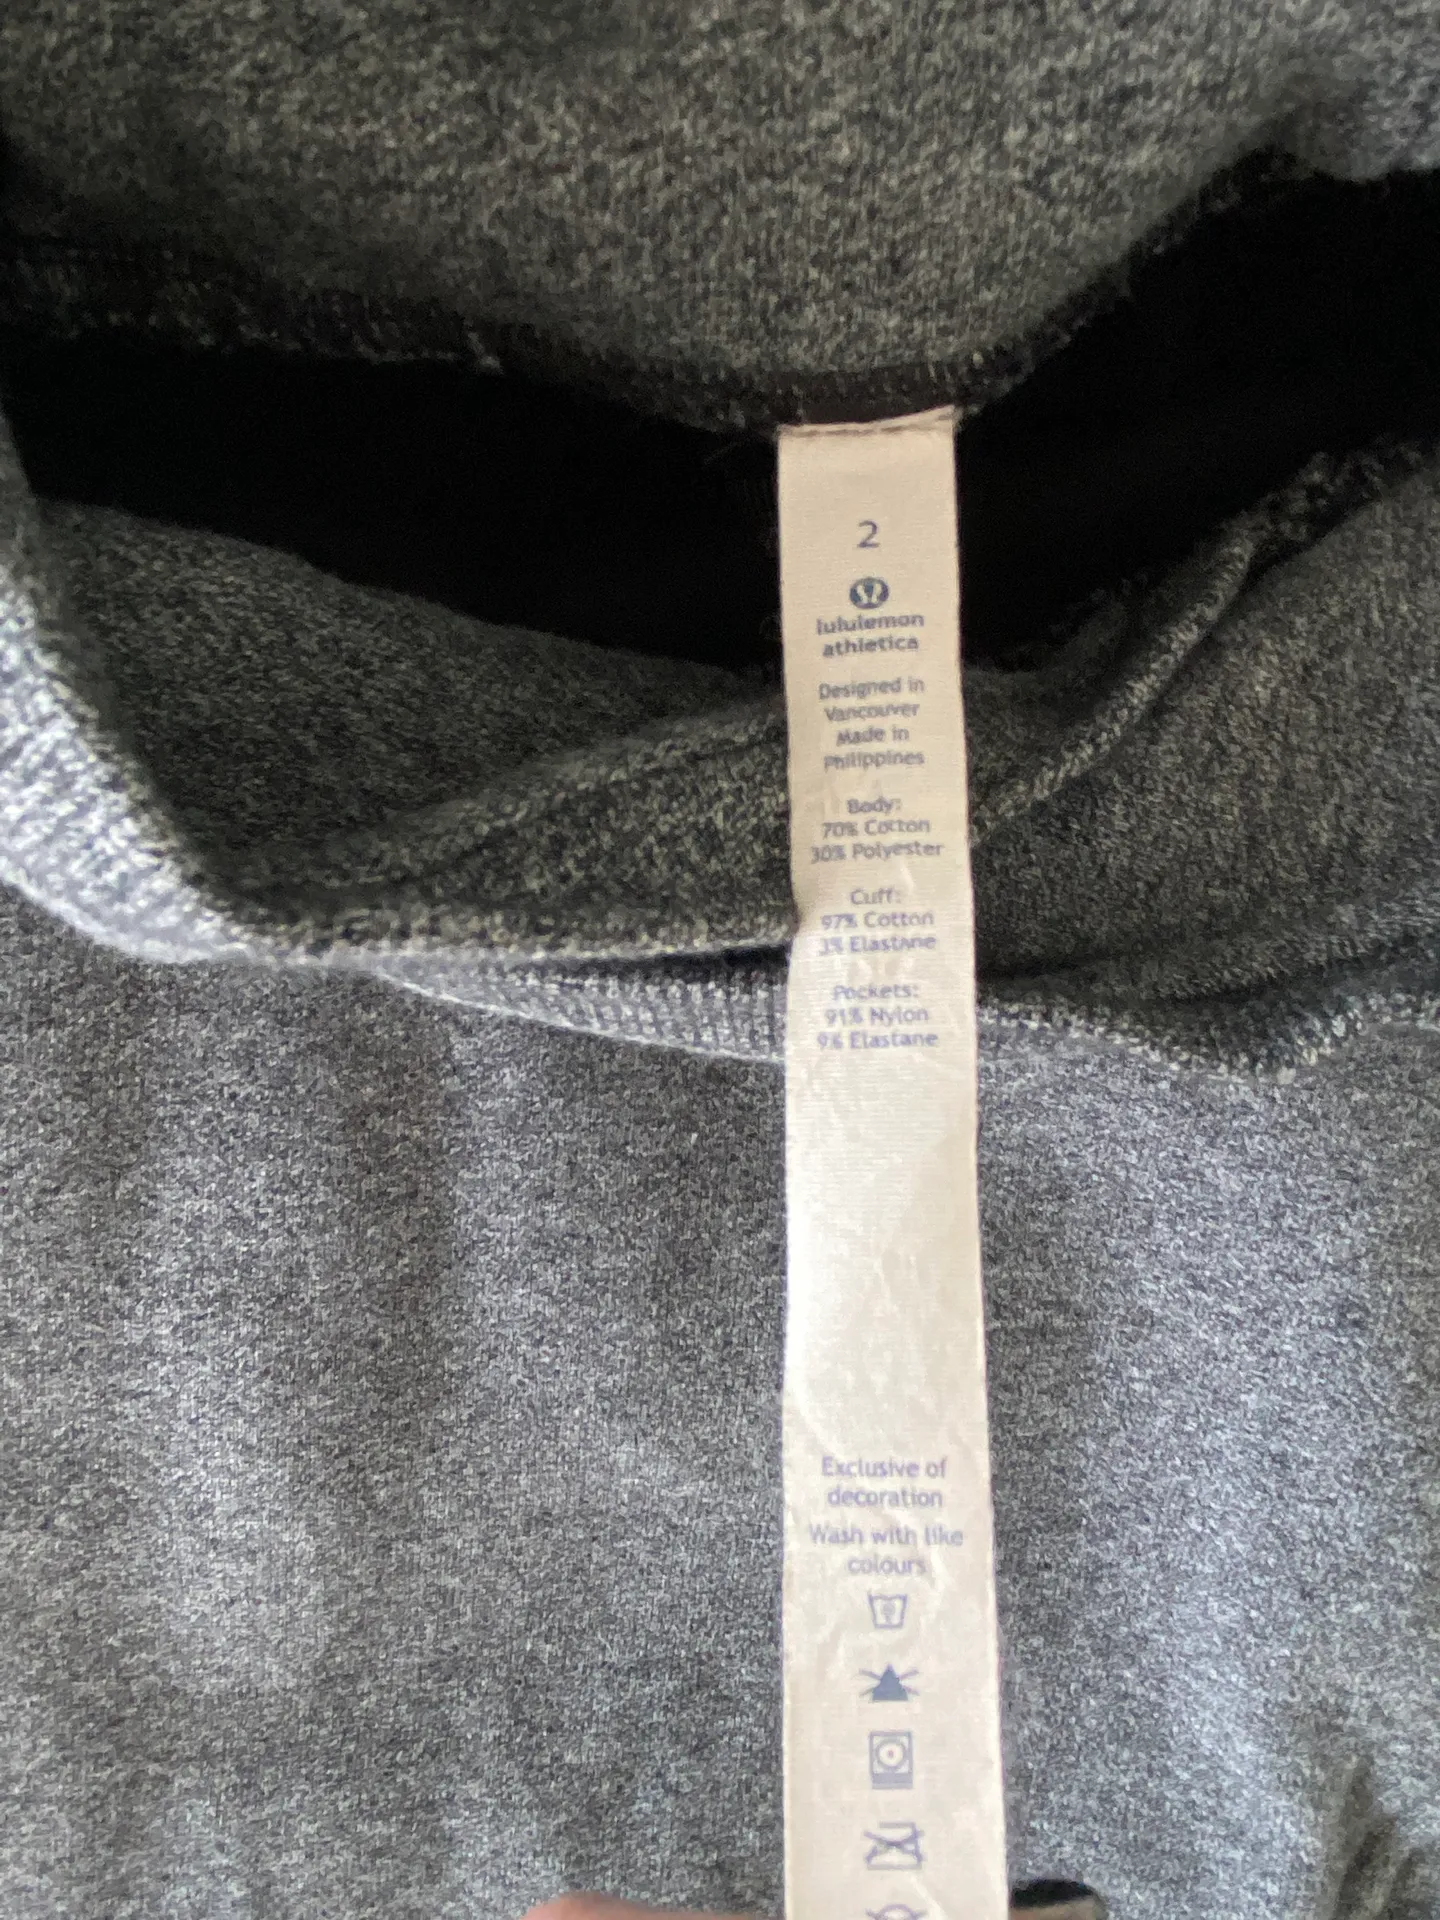 2
lululemon
athletica
Designed in
Vancouver
Made in
Philippines
Body:
70% Cotton
30% Polyester
Cuff:
97% Cotton
3% Elastane
Pockets:
91% Nylon
9% Elastane
Exclusive of
decoration
Wash with like
colours